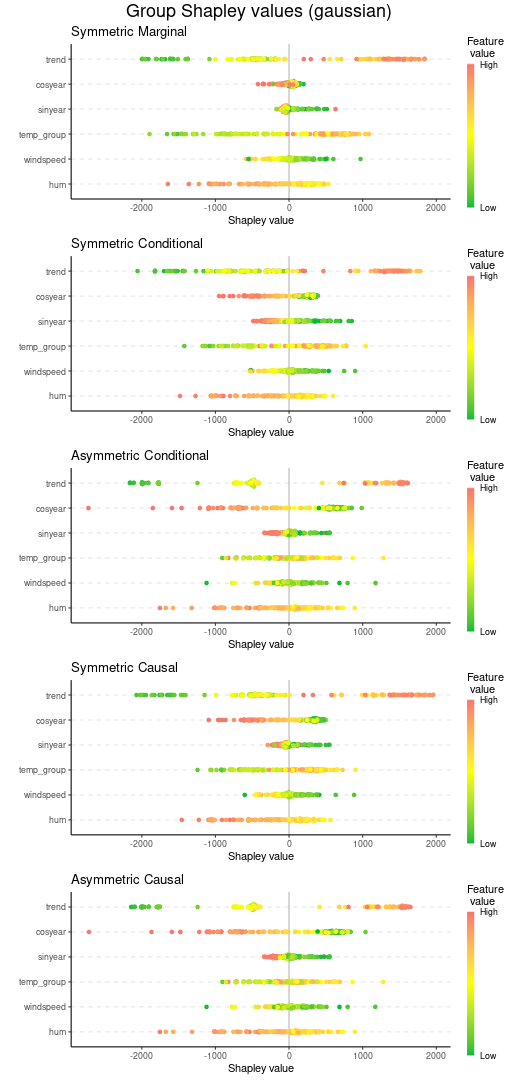 Group Shapley values (gaussian)
Symmetric Marginal
trend
cosyear
sinyear
temp_group
windspeed
hum
-2000 -1000 0 1000 2000
Shapley value
Feature
value
High
Low
Symmetric Conditional
trend
cosyear
sinyear
temp_group
windspeed
hum
-2000 -1000 0 1000 2000
Shapley value
Feature
value
High
Low
Asymmetric Conditional
trend
cosyear
sinyear
temp_group
windspeed
hum
-2000 -1000 0 1000 2000
Shapley value
Feature
value
High
Low
Symmetric Causal
trend
cosyear
sinyear
temp_group
windspeed
hum
-2000 -1000 0 1000 2000
Shapley value
Feature
value
High
Low
Asymmetric Causal
trend
cosyear
sinyear
temp_group
windspeed
hum
-2000 -1000 0 1000 2000
Shapley value
Feature
value
High
Low